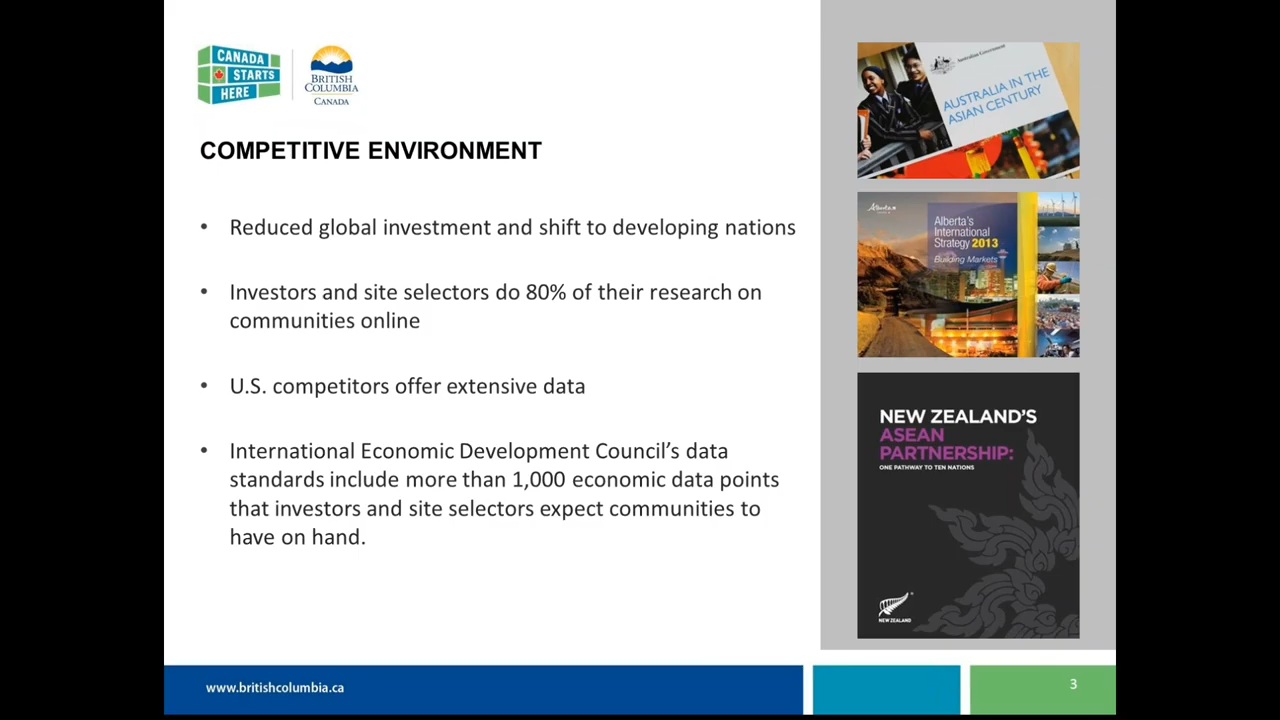 CANADA
STARTS
HERE
BRITISH
COLUMBIA
CANADA
COMPETITIVE ENVIRONMENT
• Reduced global investment and shift to developing nations
• Investors and site selectors do 80% of their research on
communities online
• U.S. competitors offer extensive data
• International Economic Development Council’s data
standards include more than 1,000 economic data points
that investors and site selectors expect communities to
have on hand.
Australian Government
AUSTRALIA IN THE
ASIAN CENTURY
Alberta
Alberta’s
International
Strategy 2013
Building Markets
NEW ZEALAND’S
ASEAN
PARTNERSHIP:
ONE PATHWAY TO TEN NATIONS
NEW ZEALAND
www.britishcolumbia.ca
3